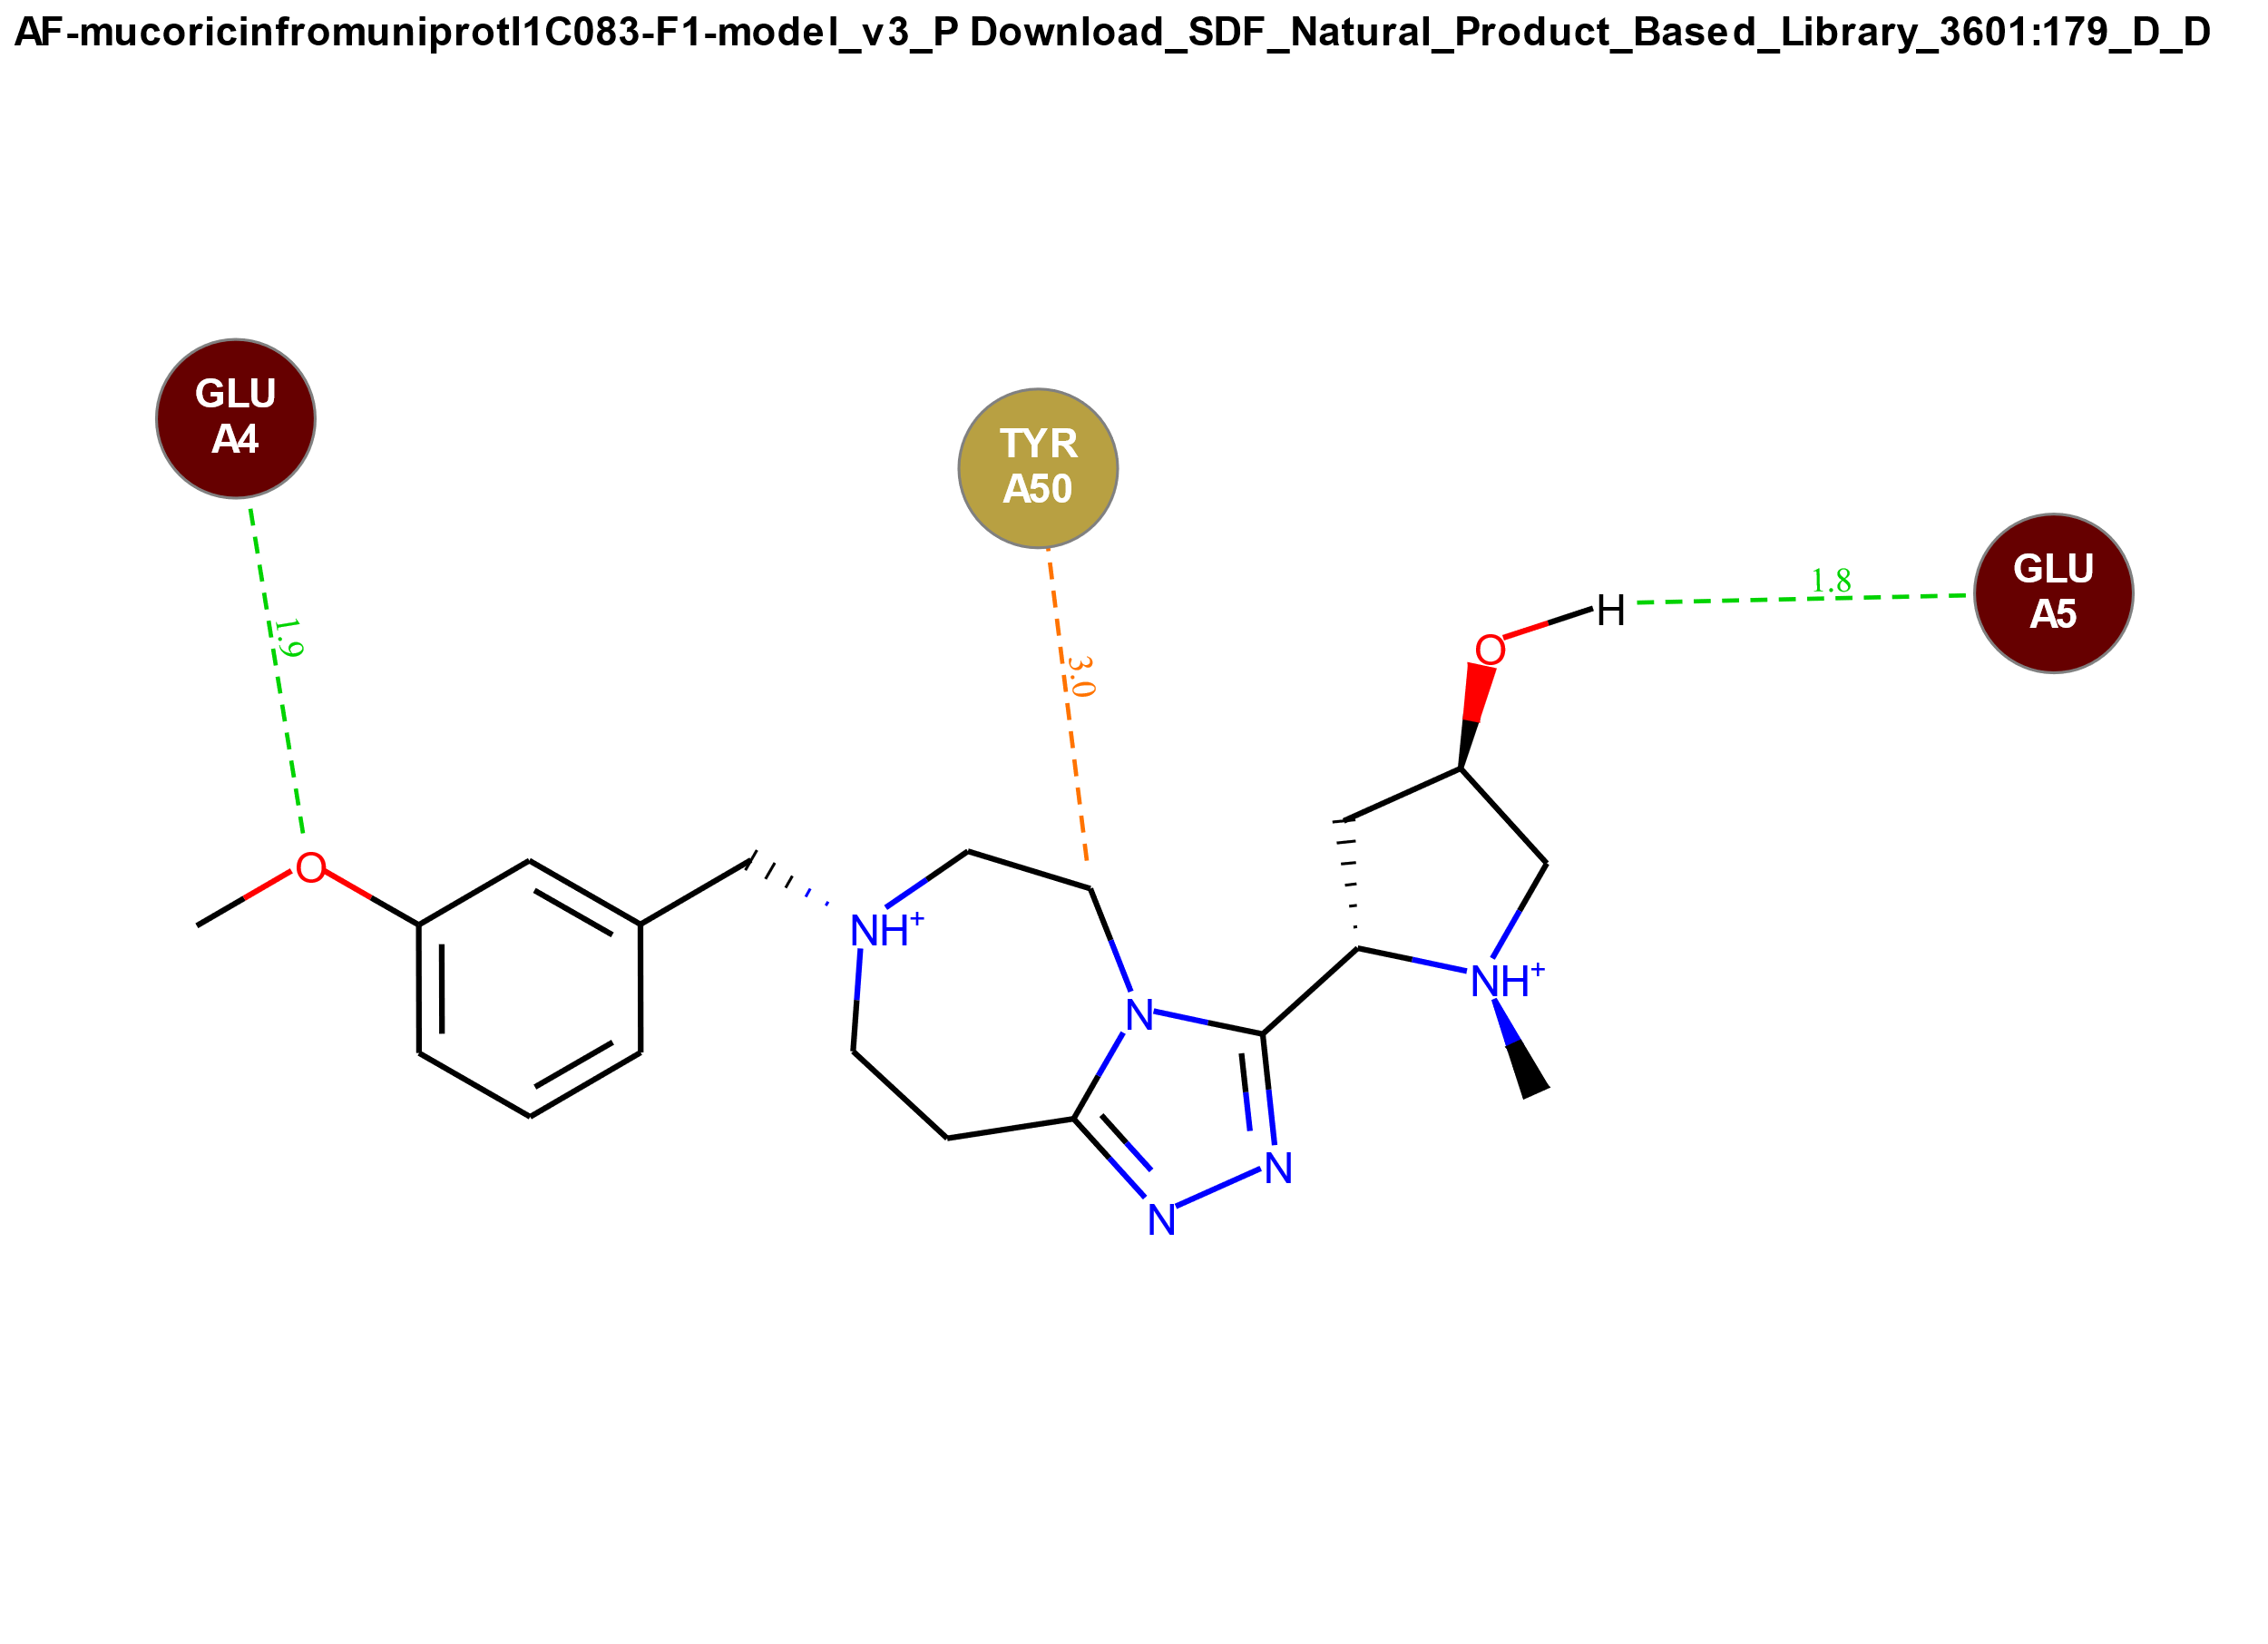 AF-mucoricinfromuniprotI1C083-F1-model_v3_P Download_SDF_Natural_Product_Based_Library_3601:179_D_D
GLU
A4
TYR
A50
GLU
A5
1.8
H
O
1.9
3.0
O
NH+
NH+
N
N
N